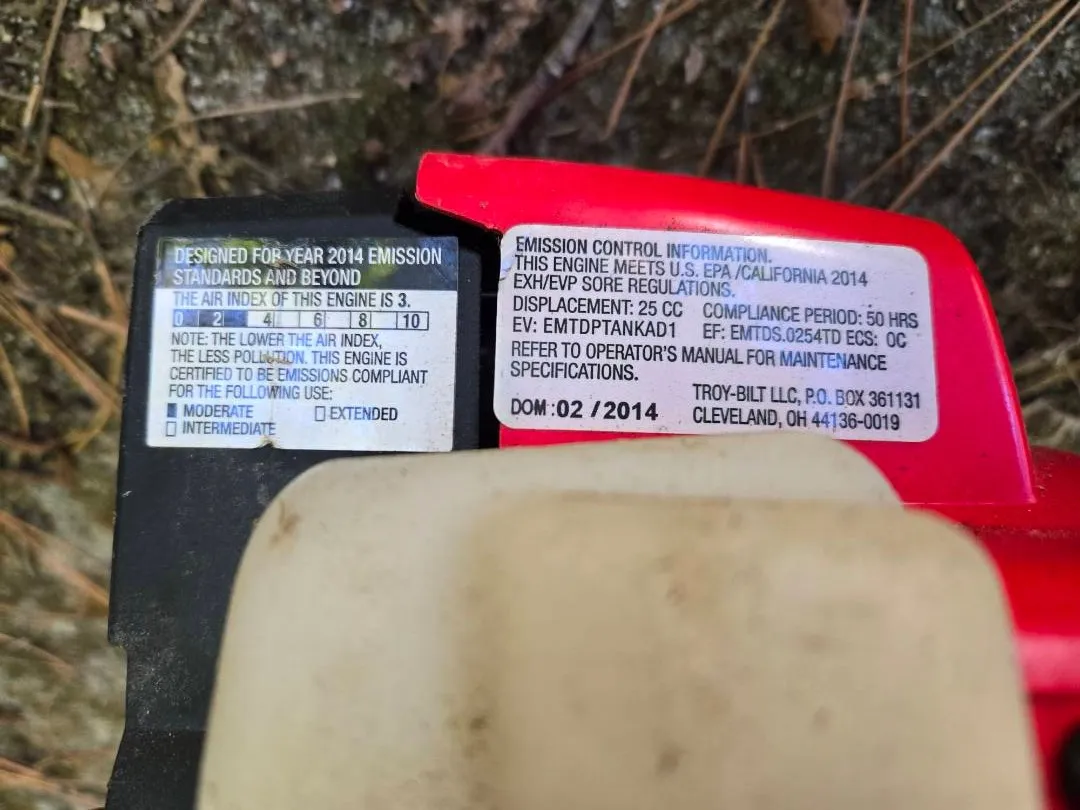 DESIGNED FOR YEAR 2014 EMISSION
STANDARDS AND BEYOND
THE AIR INDEX OF THIS ENGINE IS 3.
0 2 4 6 8 10
NOTE: THE LOWER THE AIR INDEX,
THE LESS POLLUTION. THIS ENGINE IS
CERTIFIED TO BE EMISSIONS COMPLIANT
FOR THE FOLLOWING USE:
MODERATE EXTENDED
INTERMEDIATE
EMISSION CONTROL INFORMATION.
THIS ENGINE MEETS U.S. EPA /CALIFORNIA 2014
EXH/EVP SORE REGULATIONS.
DISPLACEMENT: 25 CC COMPLIANCE PERIOD: 50 HRS
EV: EMTDPTANKAD1 EF: EMTDS.0254TD ECS: OC
REFER TO OPERATOR'S MANUAL FOR MAINTENANCE
SPECIFICATIONS.
TROY-BILT LLC, P.O. BOX 361131
DOM: 02 / 2014 CLEVELAND, OH 44136-0019